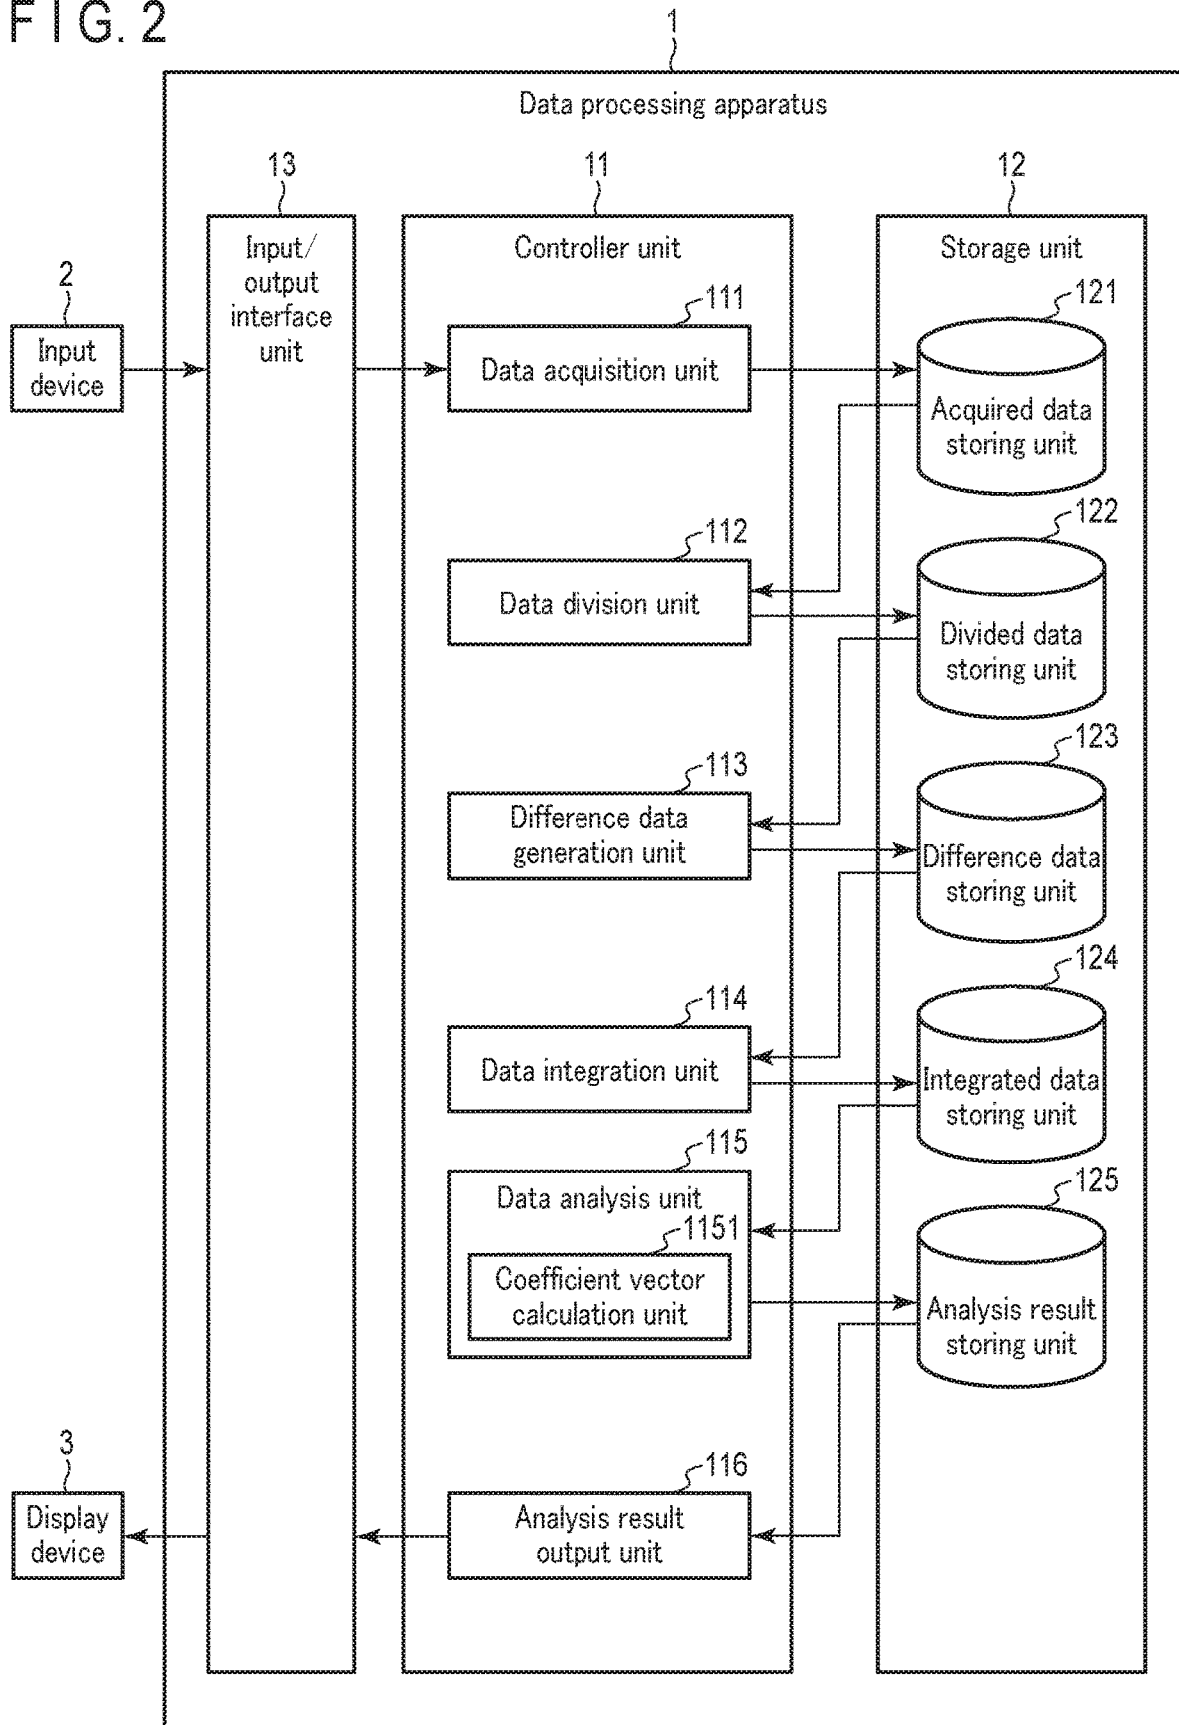 FIG. 2
1
Data processing apparatus
13
11
12
Input/
output
interface
unit
Controller unit
Storage unit
2
Input
device
111
Data acquisition unit
121
Acquired data
storing unit
112
Data division unit
122
Divided data
storing unit
113
Difference data
generation unit
123
Difference data
storing unit
114
Data integration unit
124
Integrated data
storing unit
115
Data analysis unit
1151
Coefficient vector
calculation unit
125
Analysis result
storing unit
3
Display
device
116
Analysis result
output unit